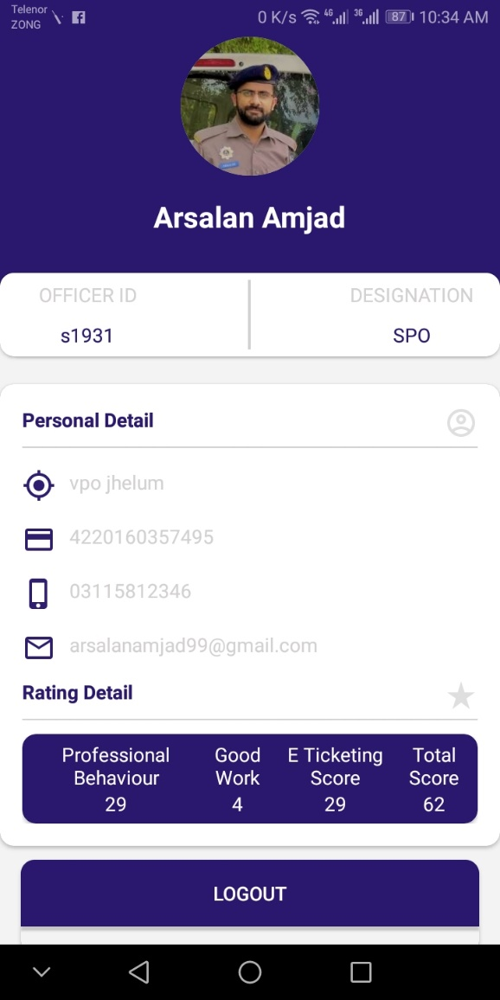 Telenor
ZONG
0 K/s 4G 3G 87 10:34 AM
Arsalan Amjad
OFFICER ID DESIGNATION
s1931 SPO
Personal Detail
vpo jhelum
4220160357495
03115812346
arsalanamjad99@gmail.com
Rating Detail
Professional Good E Ticketing Total
Behaviour Work Score Score
29 4 29 62
LOGOUT